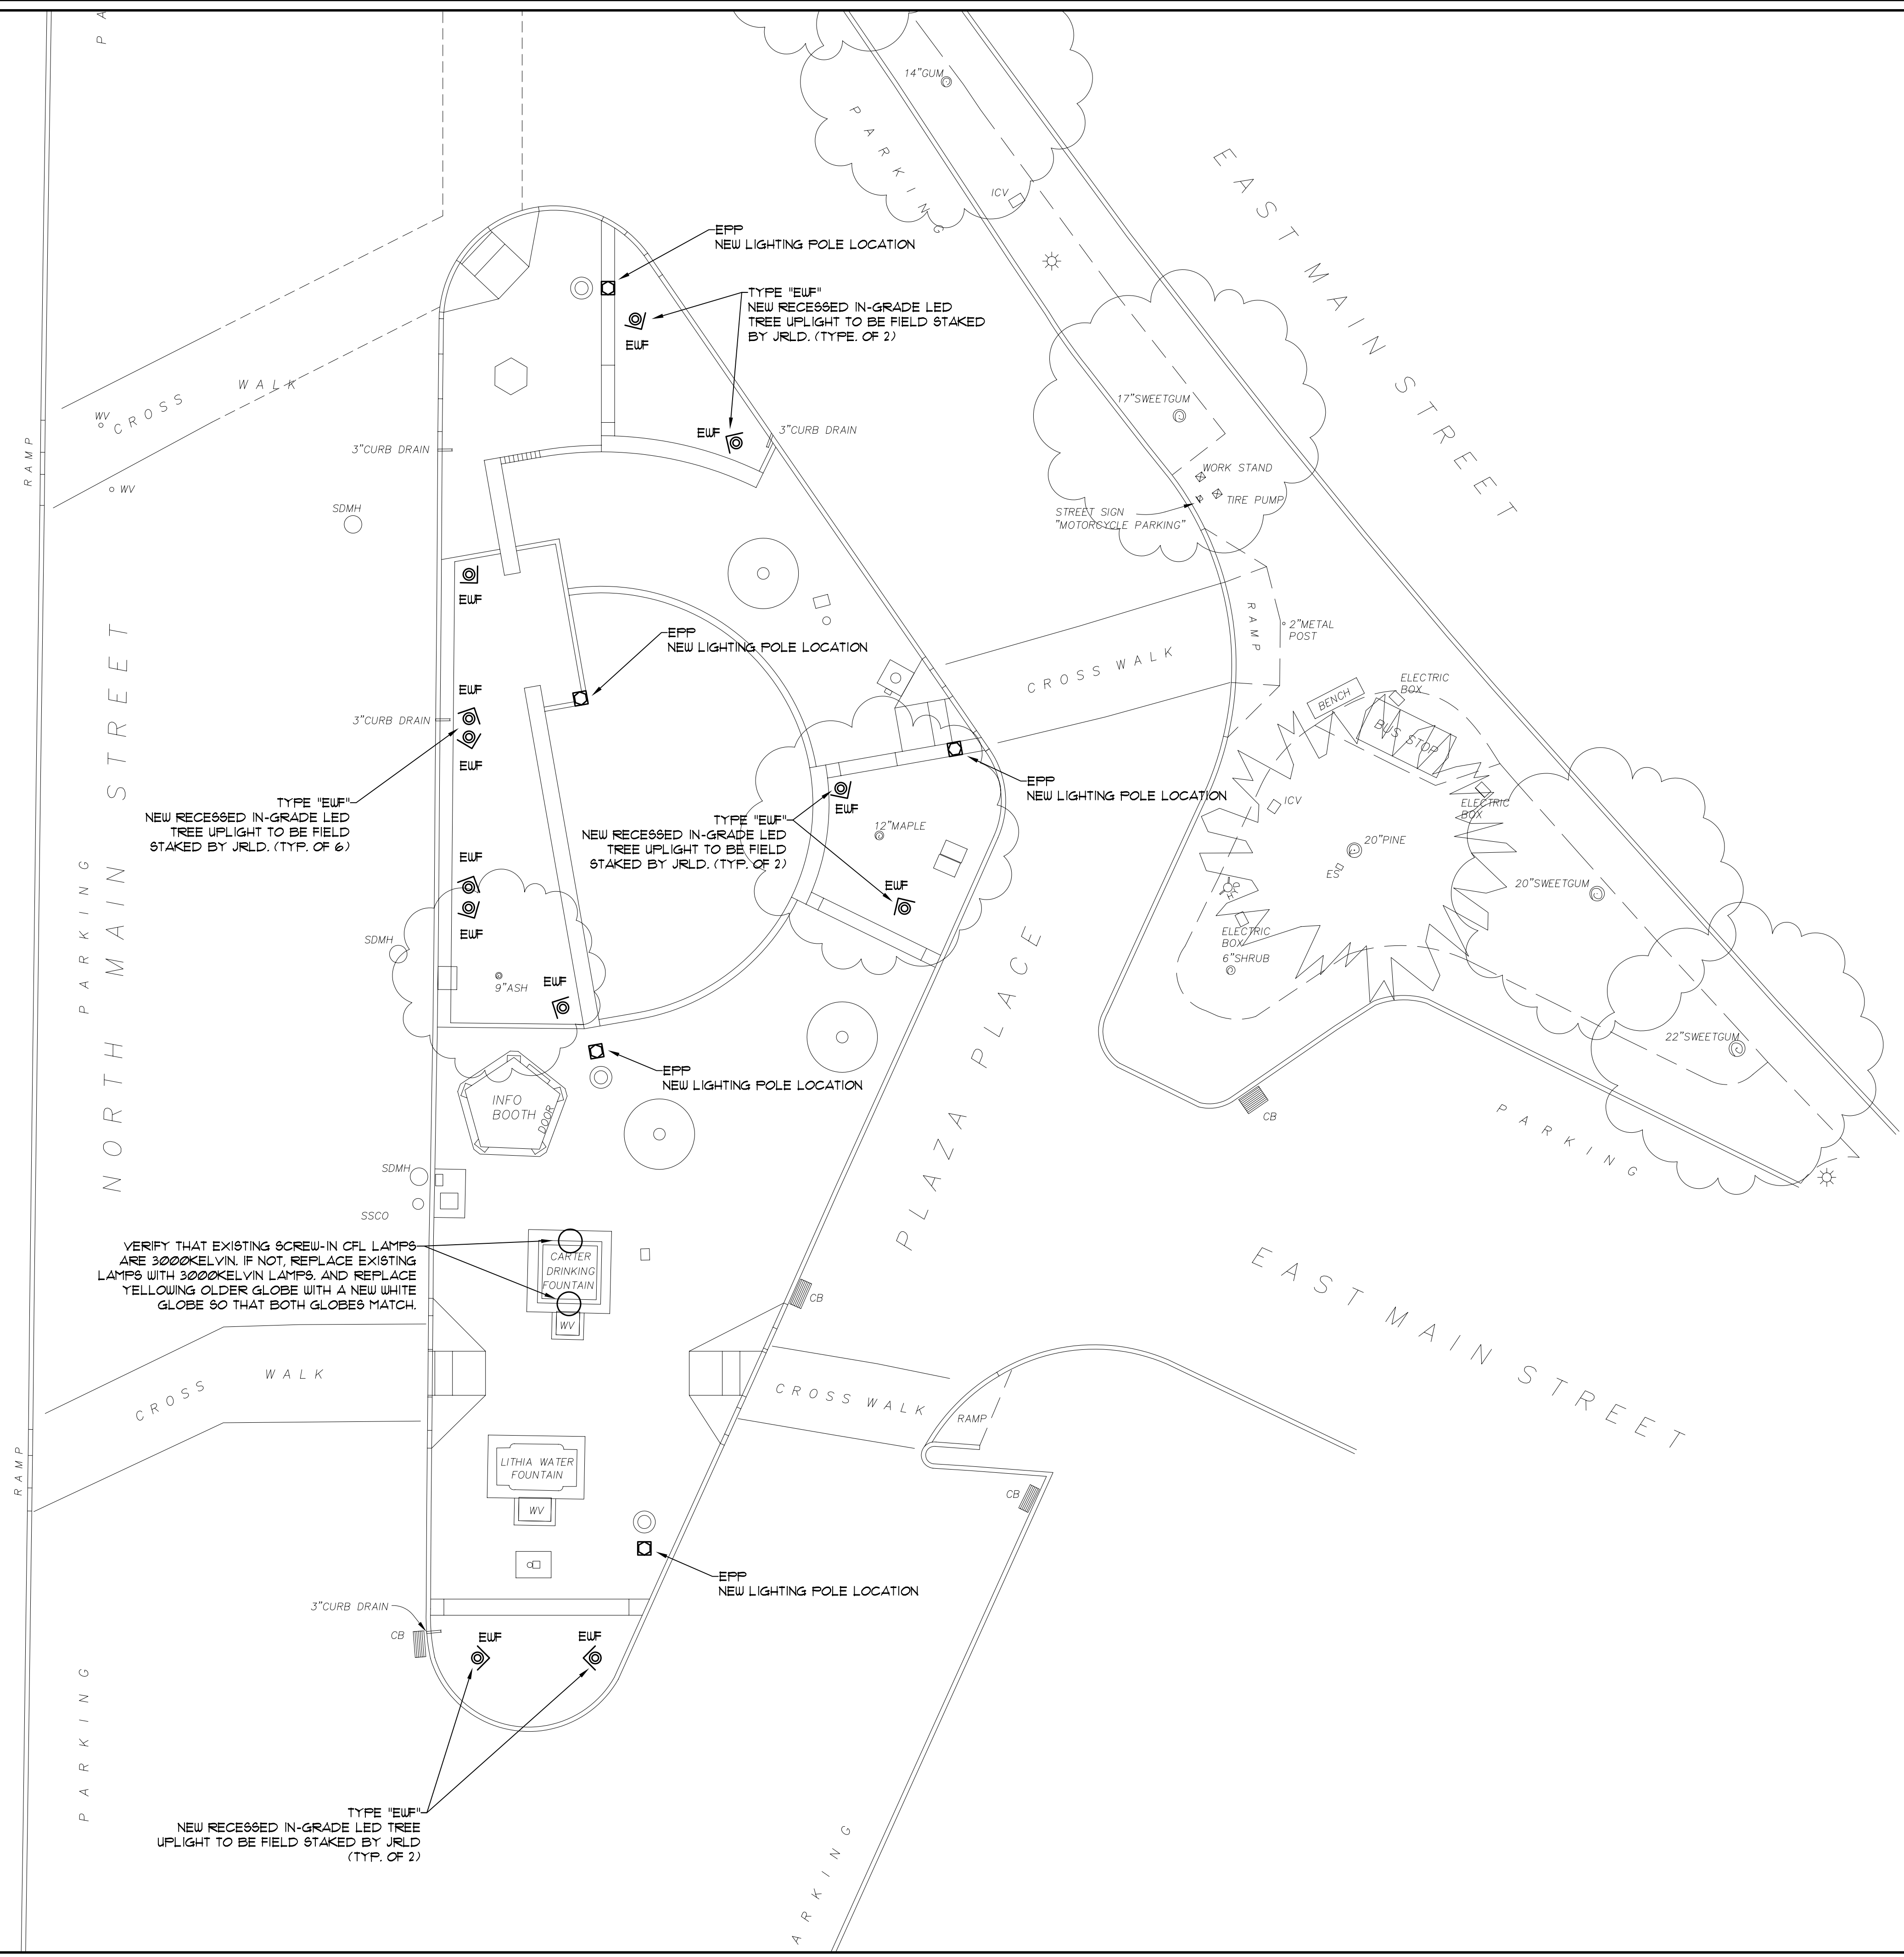 P A
14"GUM
P A R K I N G
EAST MAIN STREET
ICV
EPP
NEW LIGHTING POLE LOCATION
TYPE "EWF"
NEW RECESSED IN-GRADE LED
TREE UPLIGHT TO BE FIELD STAKED
BY JRLD. (TYPE. OF 2)
EWF
EWF
3"CURB DRAIN
CROSS WALK
WV
WV
RAMP
3"CURB DRAIN
SDMH
17"SWEETGUM
WORK STAND
TIRE PUMP
STREET SIGN
"MOTORCYCLE PARKING"
EWF
EPP
NEW LIGHTING POLE LOCATION
CROSS WALK
RAMP
2"METAL
POST
BENCH
ELECTRIC
BOX
BUS STOP
NORTH MAIN STREET
EWF
3"CURB DRAIN
EWF
TYPE "EWF"
NEW RECESSED IN-GRADE LED
TREE UPLIGHT TO BE FIELD
STAKED BY JRLD. (TYP. OF 6)
EPP
NEW LIGHTING POLE LOCATION
EWF
TYPE "EWF"
NEW RECESSED IN-GRADE LED
TREE UPLIGHT TO BE FIELD
STAKED BY JRLD. (TYP. OF 2)
12"MAPLE
EWF
ICV
ELECTRIC
BOX
20"PINE
ES
20"SWEETGUM
ELECTRIC
BOX
6"SHRUB
22"SWEETGUM
PARKING
EWF
EWF
SDMH
9"ASH
EWF
EPP
NEW LIGHTING POLE LOCATION
INFO
BOOTH
DOOR
PLAZA PLACE
CB
PARKING
SDMH
SSCO
VERIFY THAT EXISTING SCREW-IN CFL LAMPS
ARE 3000KELVIN. IF NOT, REPLACE EXISTING
LAMPS WITH 3000KELVIN LAMPS. AND REPLACE
YELLOWING OLDER GLOBE WITH A NEW WHITE
GLOBE SO THAT BOTH GLOBES MATCH.
CARTER
DRINKING
FOUNTAIN
WV
CB
EAST MAIN STREET
CROSS WALK
CROSS WALK
RAMP
RAMP
LITHIA WATER
FOUNTAIN
WV
CB
EPP
NEW LIGHTING POLE LOCATION
3"CURB DRAIN
CB
EWF
EWF
PARKING
TYPE "EWF"
NEW RECESSED IN-GRADE LED TREE
UPLIGHT TO BE FIELD STAKED BY JRLD
(TYP. OF 2)
ARKING